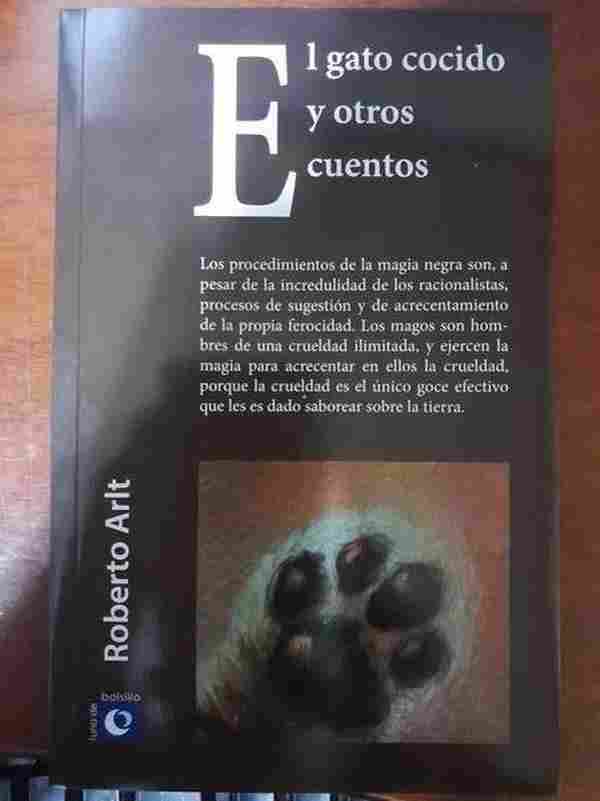 El gato cocido
y otros
cuentos
Los procedimientos de la magia negra son, a
pesar de la incredulidad de los racionalistas,
procesos de sugestión y de acrecentamiento
de la propia ferocidad. Los magos son hom-
bres de una crueldad ilimitada, y ejercen la
magia para acrecentar en ellos la crueldad,
porque la crueldad es el único goce efectivo
que les es dado saborear sobre la tierra.
Roberto Arlt
luna de
bolsillo